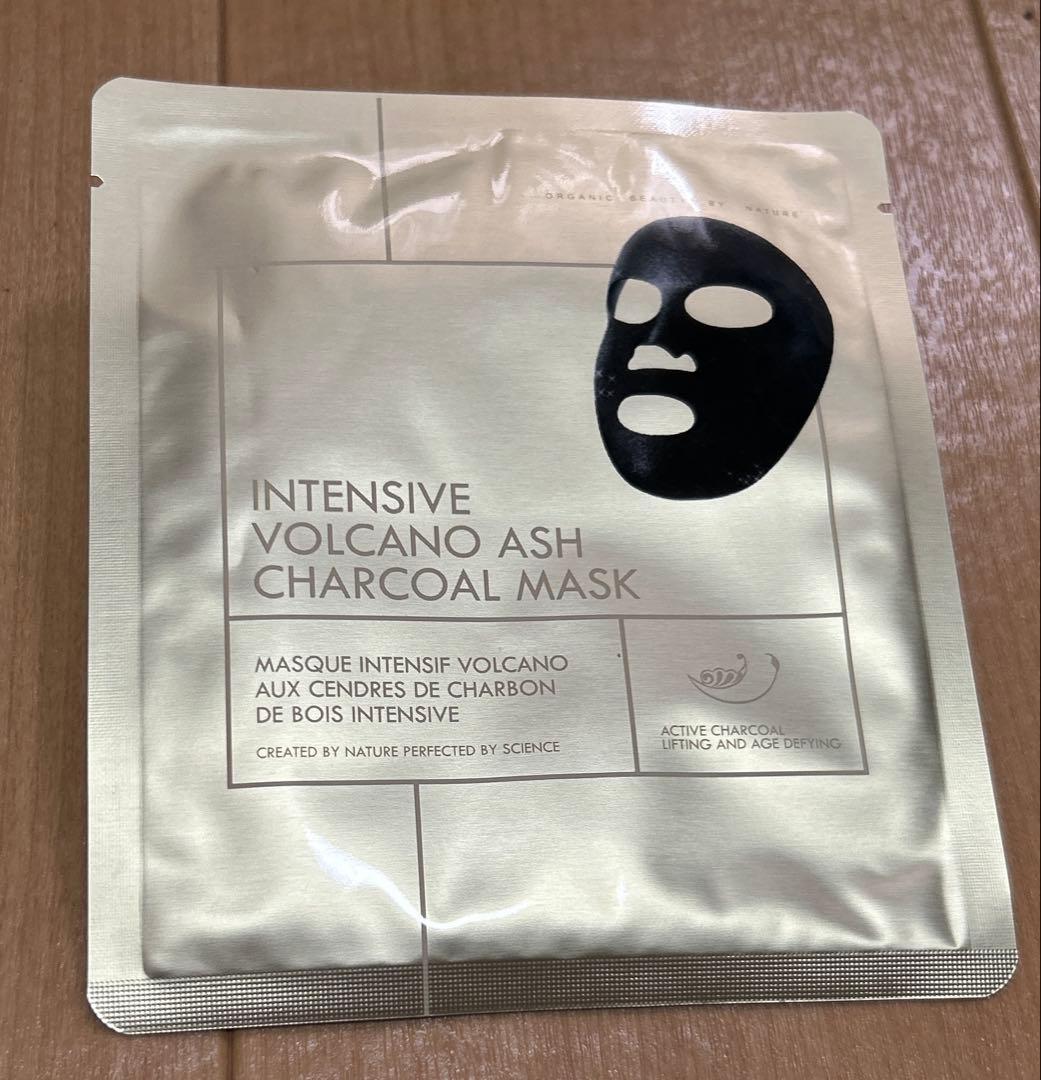 ORGANIC BEAUTY BY NATURE
INTENSIVE
VOLCANO ASH
CHARCOAL MASK
MASQUE INTENSIF VOLCANO
AUX CENDRES DE CHARBON
DE BOIS INTENSIVE
CREATED BY NATURE PERFECTED BY SCIENCE
ACTIVE CHARCOAL
LIFTING AND AGE DEFYING